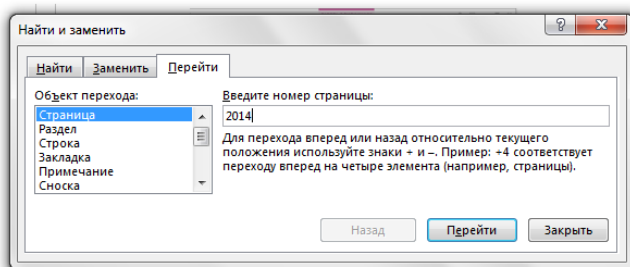 Найти и заменить
Найти Заменить Перейти
Объект перехода:
Страница
Раздел
Строка
Закладка
Примечание
Сноска
Введите номер страницы:
2014
Для перехода вперед или назад относительно текущего
положения используйте знаки + и –. Пример: +4 соответствует
переходу вперед на четыре элемента (например, страницы).
Назад Перейти Закрыть